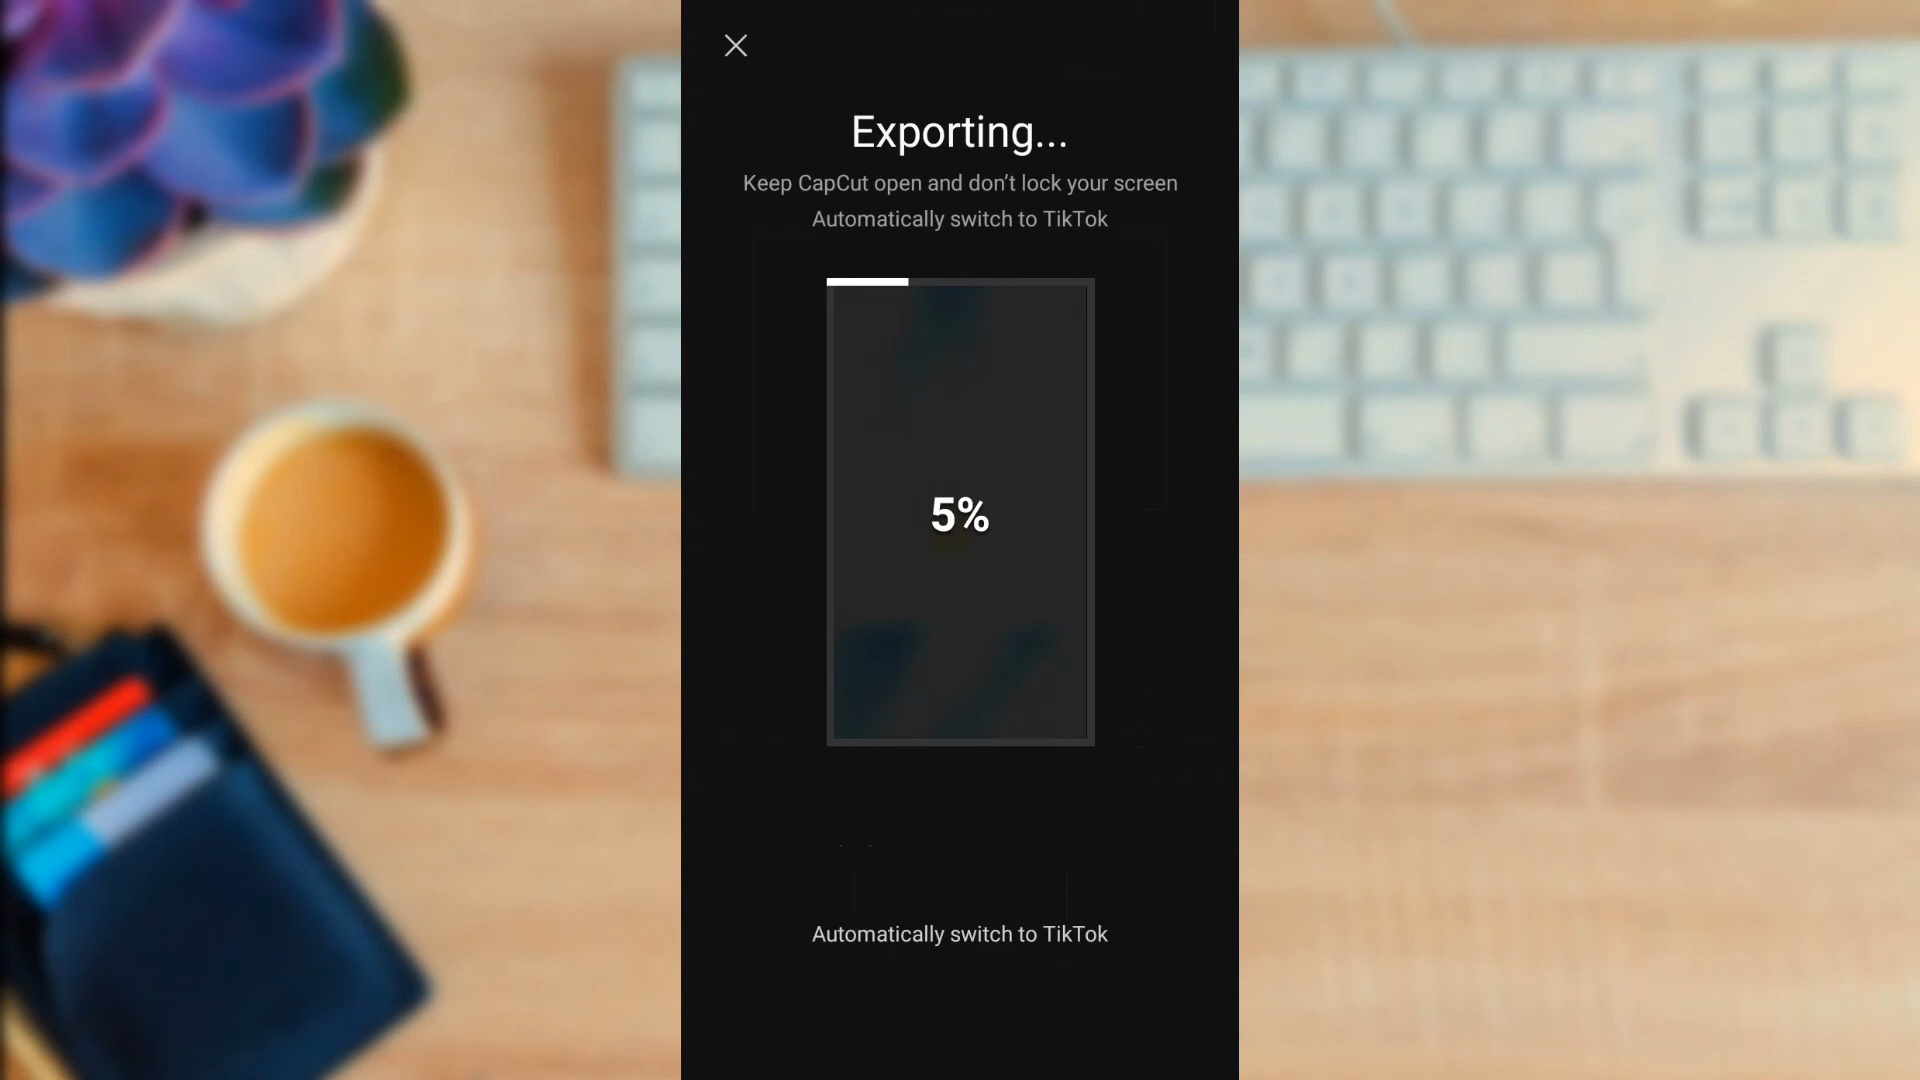 Exporting...
Keep CapCut open and don’t lock your screen
Automatically switch to TikTok
5%
Automatically switch to TikTok